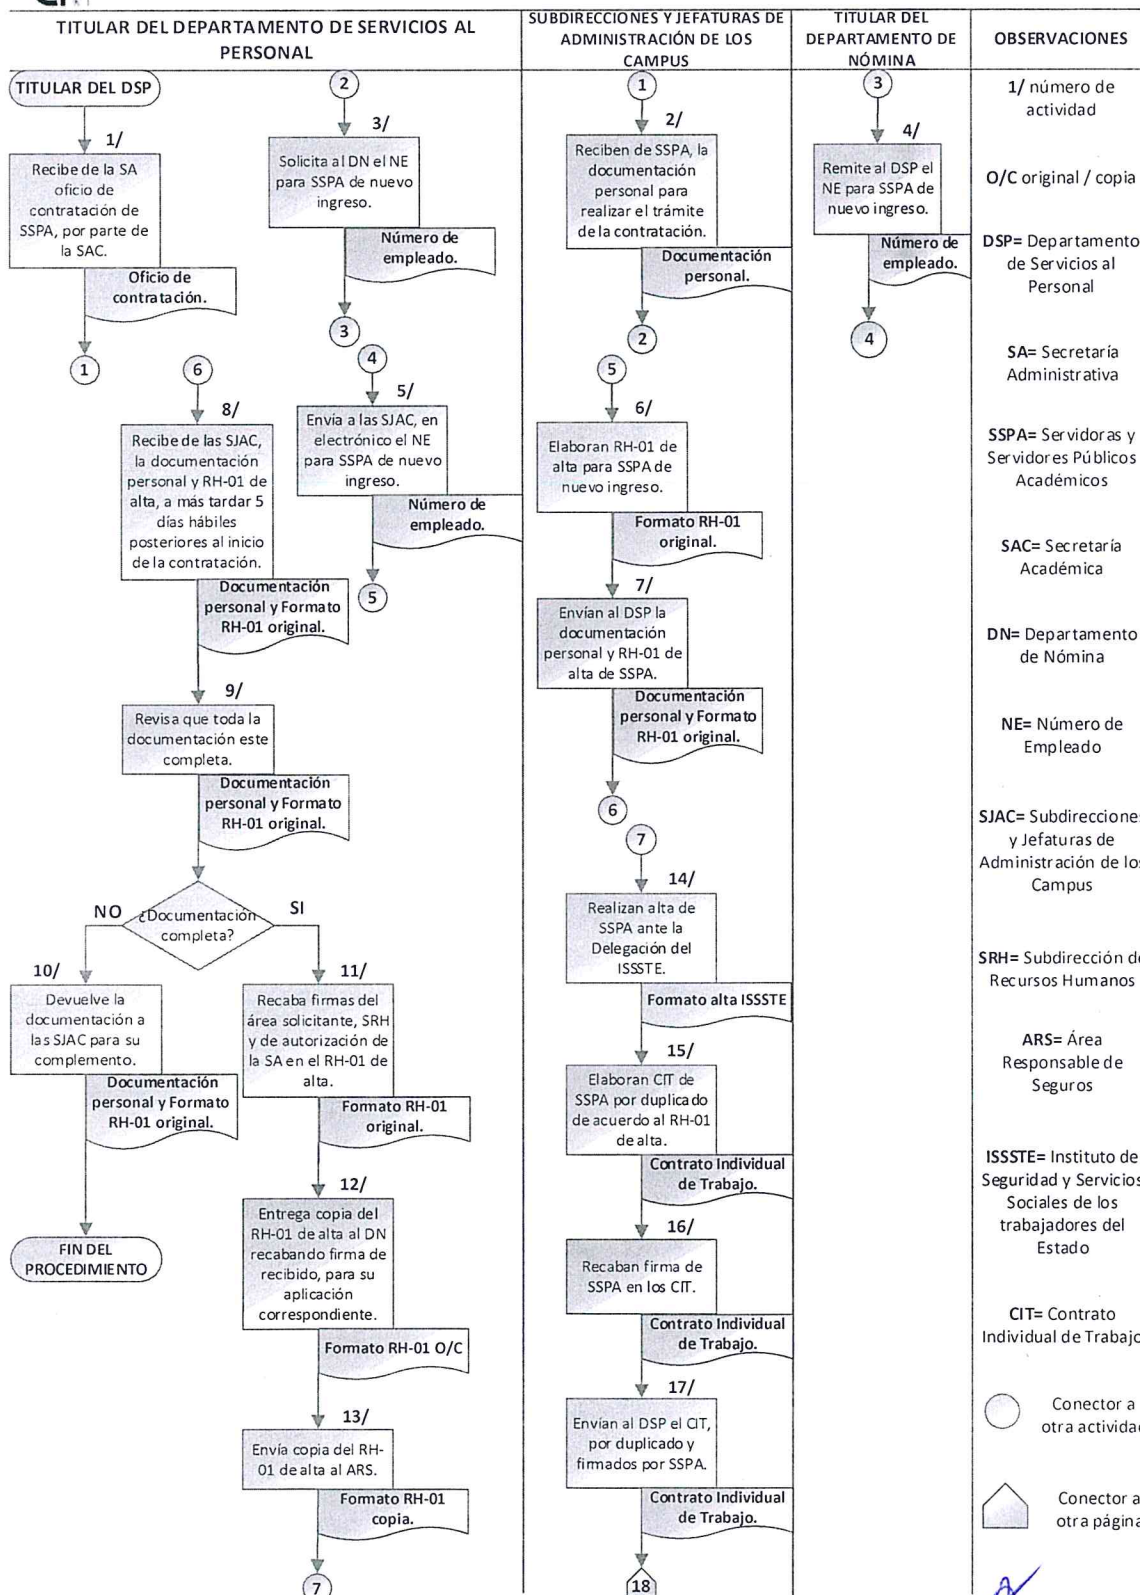 TITULAR DEL DEPARTAMENTO DE SERVICIOS AL
PERSONAL
SUBDIRECCIONES Y JEFATURAS DE
ADMINISTRACIÓN DE LOS
CAMPUS
TITULAR DEL
DEPARTAMENTO DE
NÓMINA
OBSERVACIONES
TITULAR DEL DSP
1/
Recibe de la SA
oficio de
contratación de
SSPA, por parte de
la SAC.
Oficio de
contratación.
1
2
3/
Solicita al DN el NE
para SSPA de nuevo
ingreso.
Número de
empleado.
3
4
5/
Envía a las SJAC, en
electrónico el NE
para SSPA de nuevo
ingreso.
Número de
empleado.
5
6
8/
Recibe de las SJAC,
la documentación
personal y RH-01 de
alta, a más tardar 5
días hábiles
posteriores al inicio
de la contratación.
Documentación
personal y Formato
RH-01 original.
9/
Revisa que toda la
documentación este
completa.
Documentación
personal y Formato
RH-01 original.
¿Documentación
completa?
NO
SI
10/
Devuelve la
documentación a
las SJAC para su
complemento.
Documentación
personal y Formato
RH-01 original.
FIN DEL
PROCEDIMIENTO
11/
Recaba firmas del
área solicitante, SRH
y de autorización de
la SA en el RH-01 de
alta.
Formato RH-01
original.
12/
Entrega copia del
RH-01 de alta al DN
recabando firma de
recibido, para su
aplicación
correspondiente.
Formato RH-01 O/C
13/
Envía copia del RH-
01 de alta al ARS.
Formato RH-01
copia.
7
1
2/
Reciben de SSPA, la
documentación
personal para
realizar el trámite
de la contratación.
Documentación
personal.
2
5
6/
Elaboran RH-01 de
alta para SSPA de
nuevo ingreso.
Formato RH-01
original.
7/
Envían al DSP la
documentación
personal y RH-01 de
alta de SSPA.
Documentación
personal y Formato
RH-01 original.
6
7
14/
Realizan alta de
SSPA ante la
Delegación del
ISSSTE.
Formato alta ISSSTE
15/
Elaboran CIT de
SSPA por duplicado
de acuerdo al RH-01
de alta.
Contrato Individual
de Trabajo.
16/
Recaban firma de
SSPA en los CIT.
Contrato Individual
de Trabajo.
17/
Envían al DSP el CIT,
por duplicado y
firmados por SSPA.
Contrato Individual
de Trabajo.
18
3
4/
Remite al DSP el
NE para SSPA de
nuevo ingreso.
Número de
empleado.
4
1/ número de
actividad
O/C original / copia
DSP= Departamento
de Servicios al
Personal
SA= Secretaría
Administrativa
SSPA= Servidoras y
Servidores Públicos
Académicos
SAC= Secretaría
Académica
DN= Departamento
de Nómina
NE= Número de
Empleado
SJAC= Subdirecciones
y Jefaturas de
Administración de los
Campus
SRH= Subdirección de
Recursos Humanos
ARS= Área
Responsable de
Seguros
ISSSTE= Instituto de
Seguridad y Servicios
Sociales de los
trabajadores del
Estado
CIT= Contrato
Individual de Trabajo
Conector a
otra actividad
Conector a
otra página